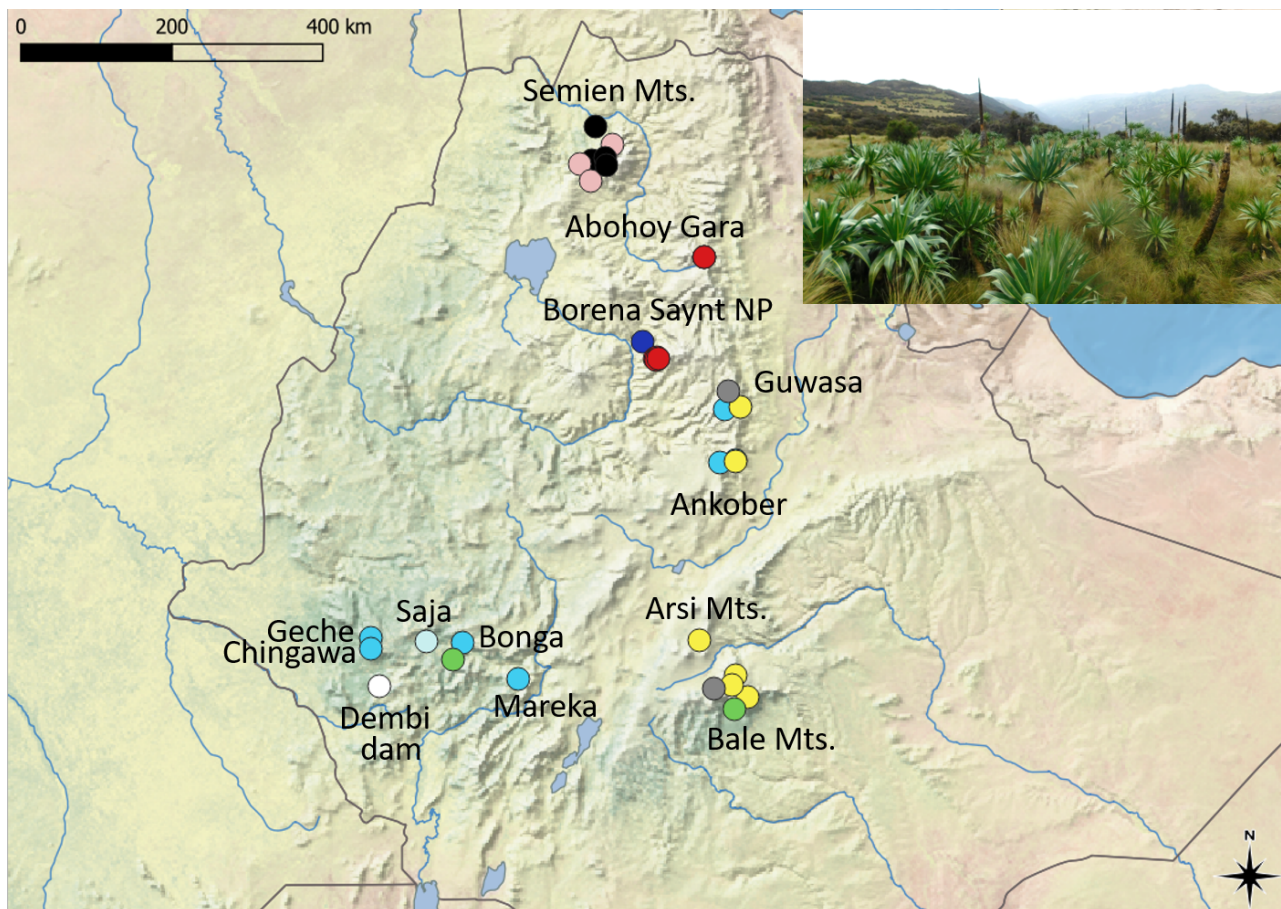 0 200 400 km
Semien Mts.
Abohoy Gara
Borena Saynt NP
Guwasa
Ankober
Arsi Mts.
Saja
Geche
Bonga
Chingawa
Mareka
Dembi
dam
Bale Mts.
N